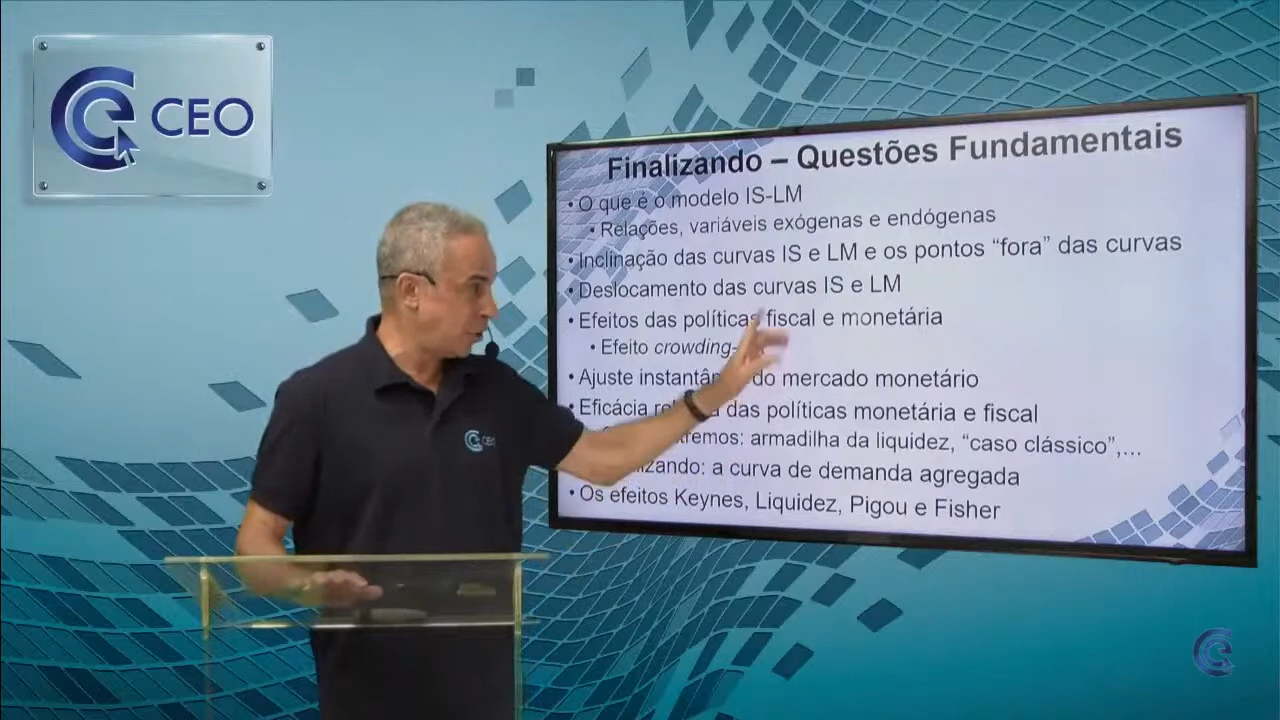 CEO
Finalizando – Questões Fundamentais
• O que é o modelo IS-LM
• Relações, variáveis exógenas e endógenas
• Inclinação das curvas IS e LM e os pontos “fora” das curvas
• Deslocamento das curvas IS e LM
• Efeitos das políticas fiscal e monetária
• Efeito crowding-
• Ajuste do mercado monetário
• Eficácia das políticas monetária e fiscal
armadilha da liquidez, “caso clássico”,...
a curva de demanda agregada
• Os efeitos Keynes, Liquidez, Pigou e Fisher
CEO